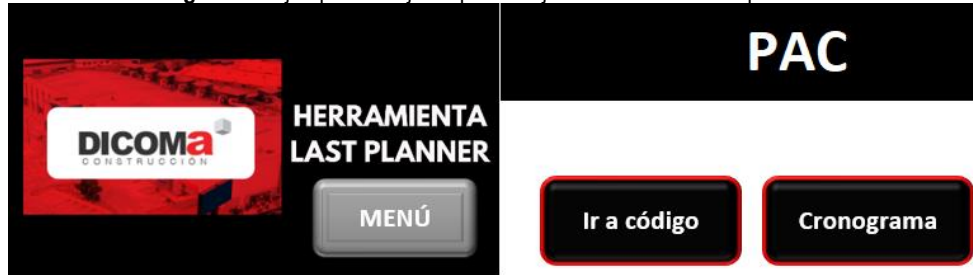 DICOMa
CONSTRUCCIÓN
HERRAMIENTA
LAST PLANNER
MENÚ
PAC
Ir a código
Cronograma